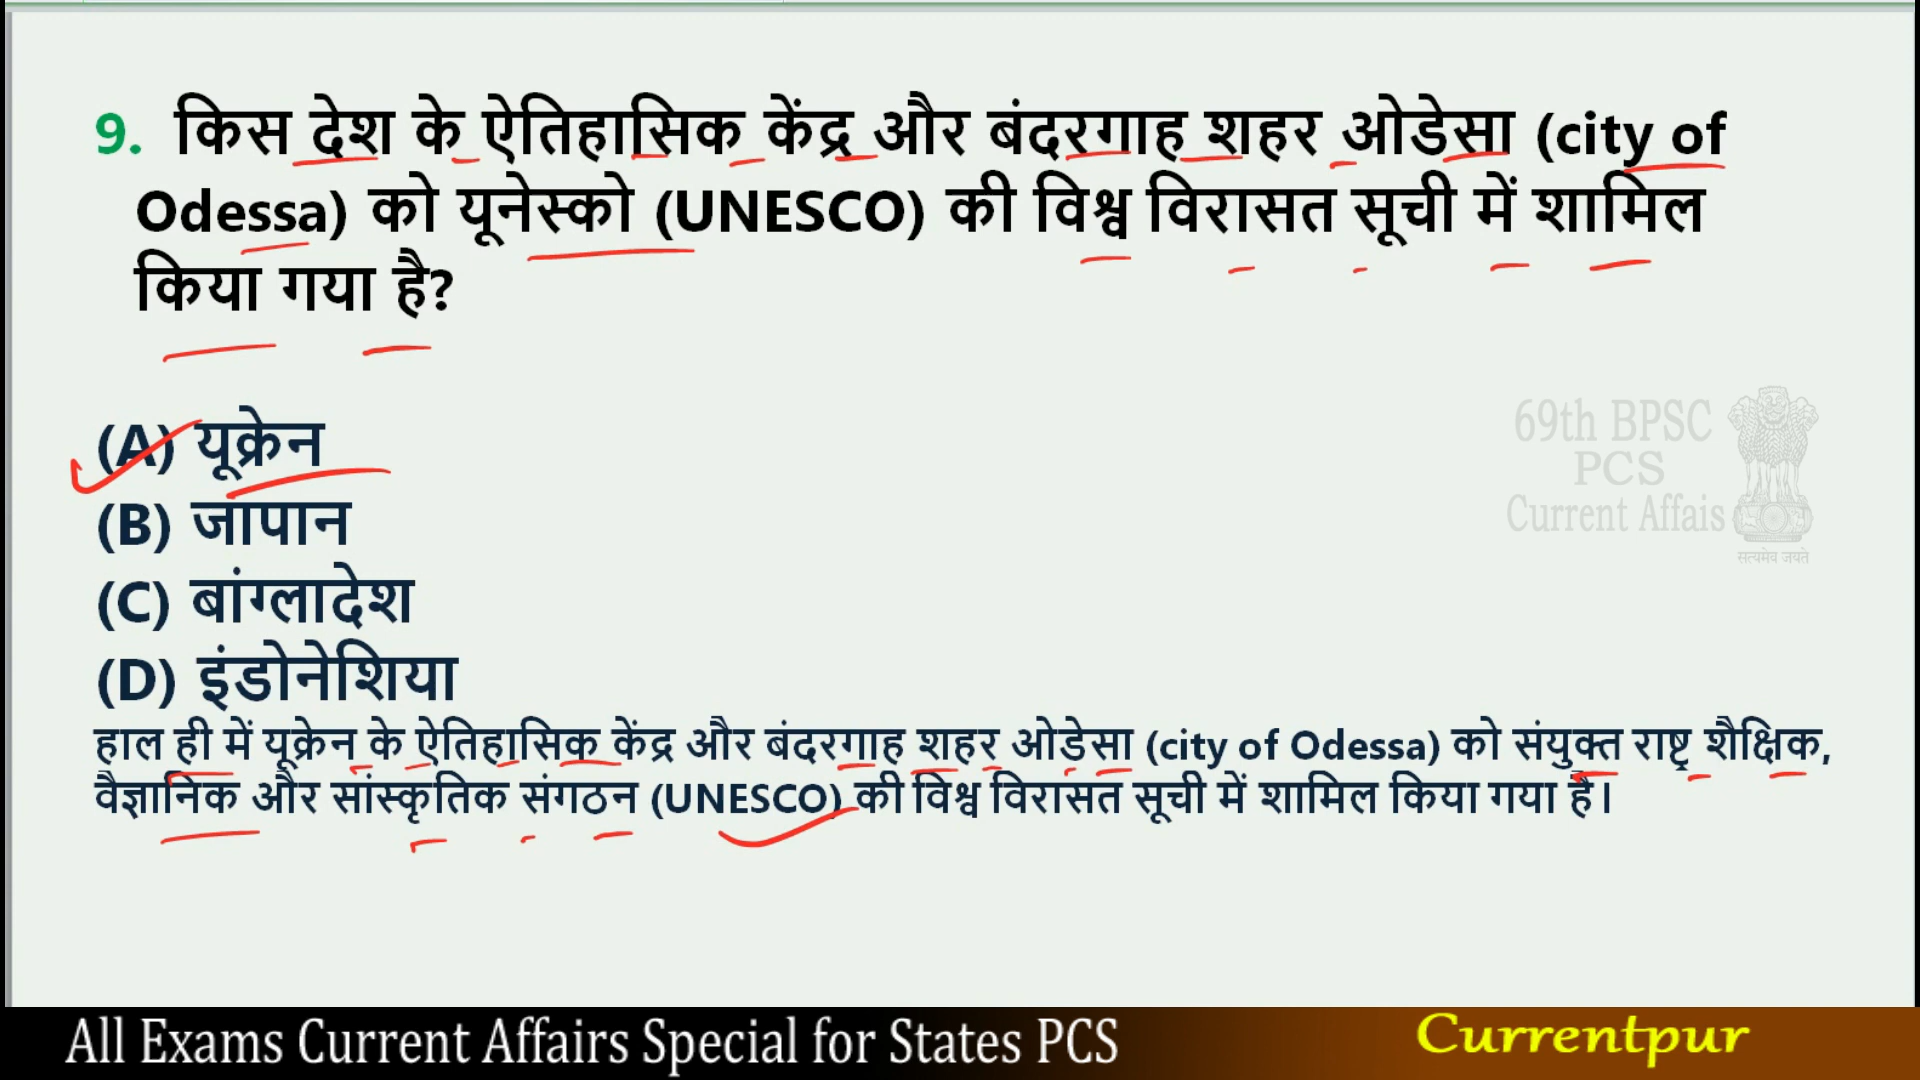 9. किस देश के ऐतिहासिक केंद्र और बंदरगाह शहर ओडेसा (city of
Odessa) को यूनेस्को (UNESCO) की विश्व विरासत सूची में शामिल
किया गया है?
(A) यूक्रेन
(B) जापान
(C) बांग्लादेश
(D) इंडोनेशिया
हाल ही में यूक्रेन के ऐतिहासिक केंद्र और बंदरगाह शहर ओडेसा (city of Odessa) को संयुक्त राष्ट्र शैक्षिक,
वैज्ञानिक और सांस्कृतिक संगठन (UNESCO) की विश्व विरासत सूची में शामिल किया गया है।
69th BPSC
PCS
Current Affais
सत्यमेव जयते
All Exams Current Affairs Special for States PCS
Currentpur